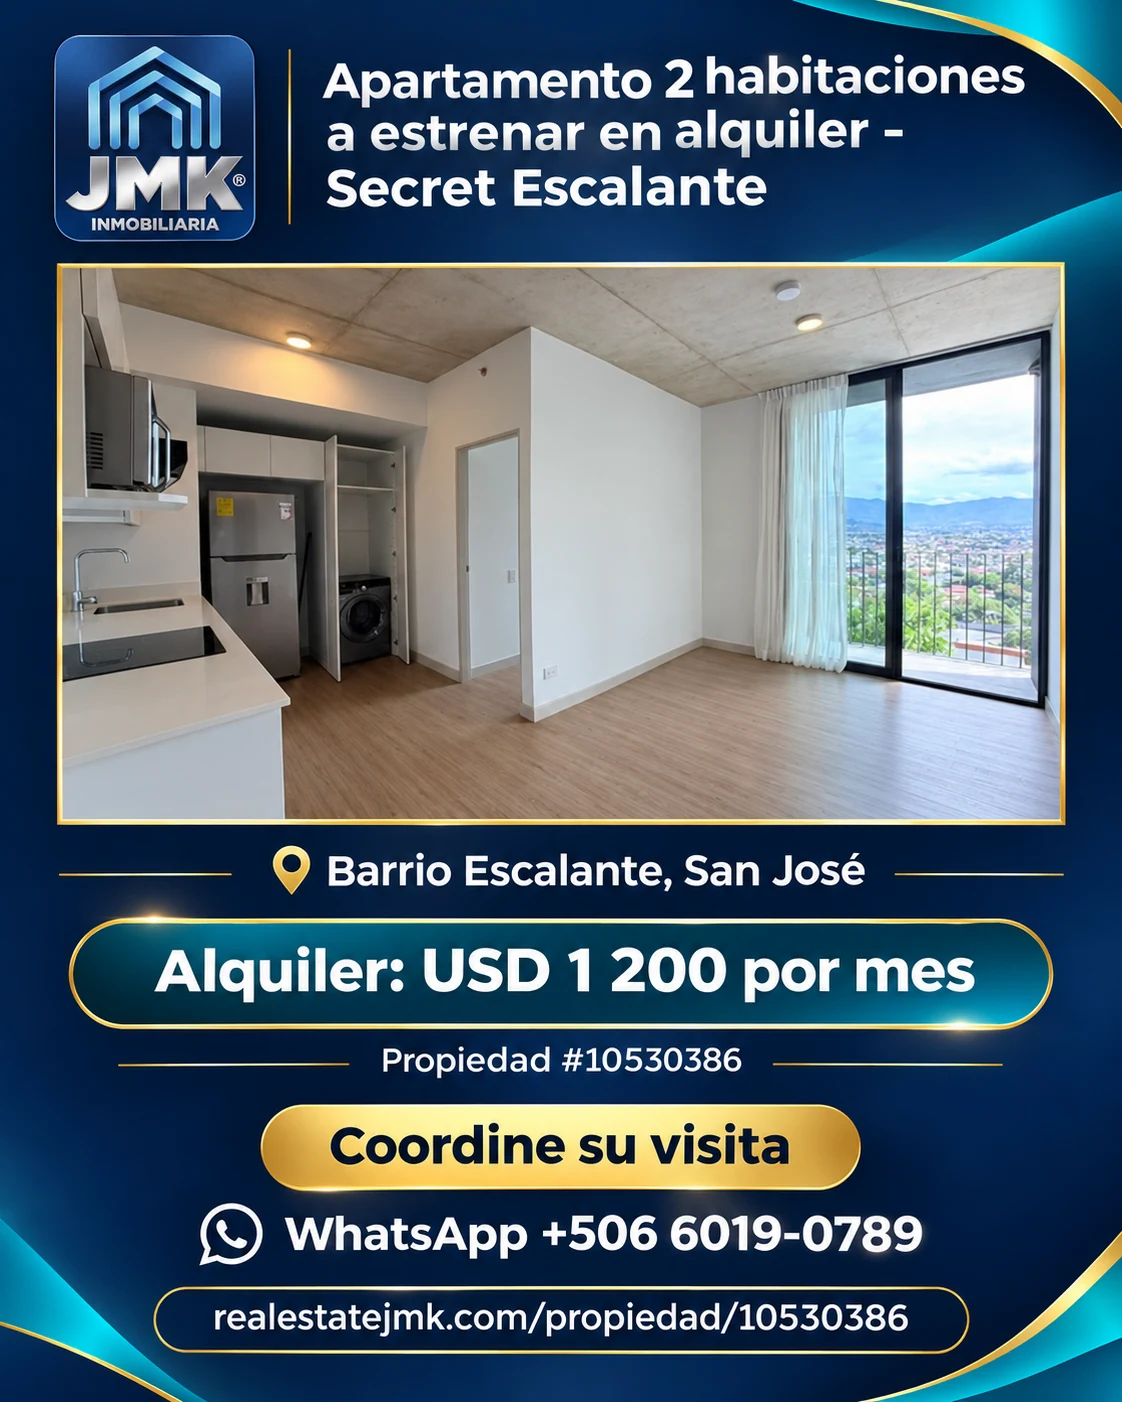 JMK®
INMOBILIARIA
Apartamento 2 habitaciones
a estrenar en alquiler -
Secret Escalante
Barrio Escalante, San José
Alquiler: USD 1 200 por mes
Propiedad #10530386
Coordine su visita
WhatsApp +506 6019-0789
realestatejmk.com/propiedad/10530386